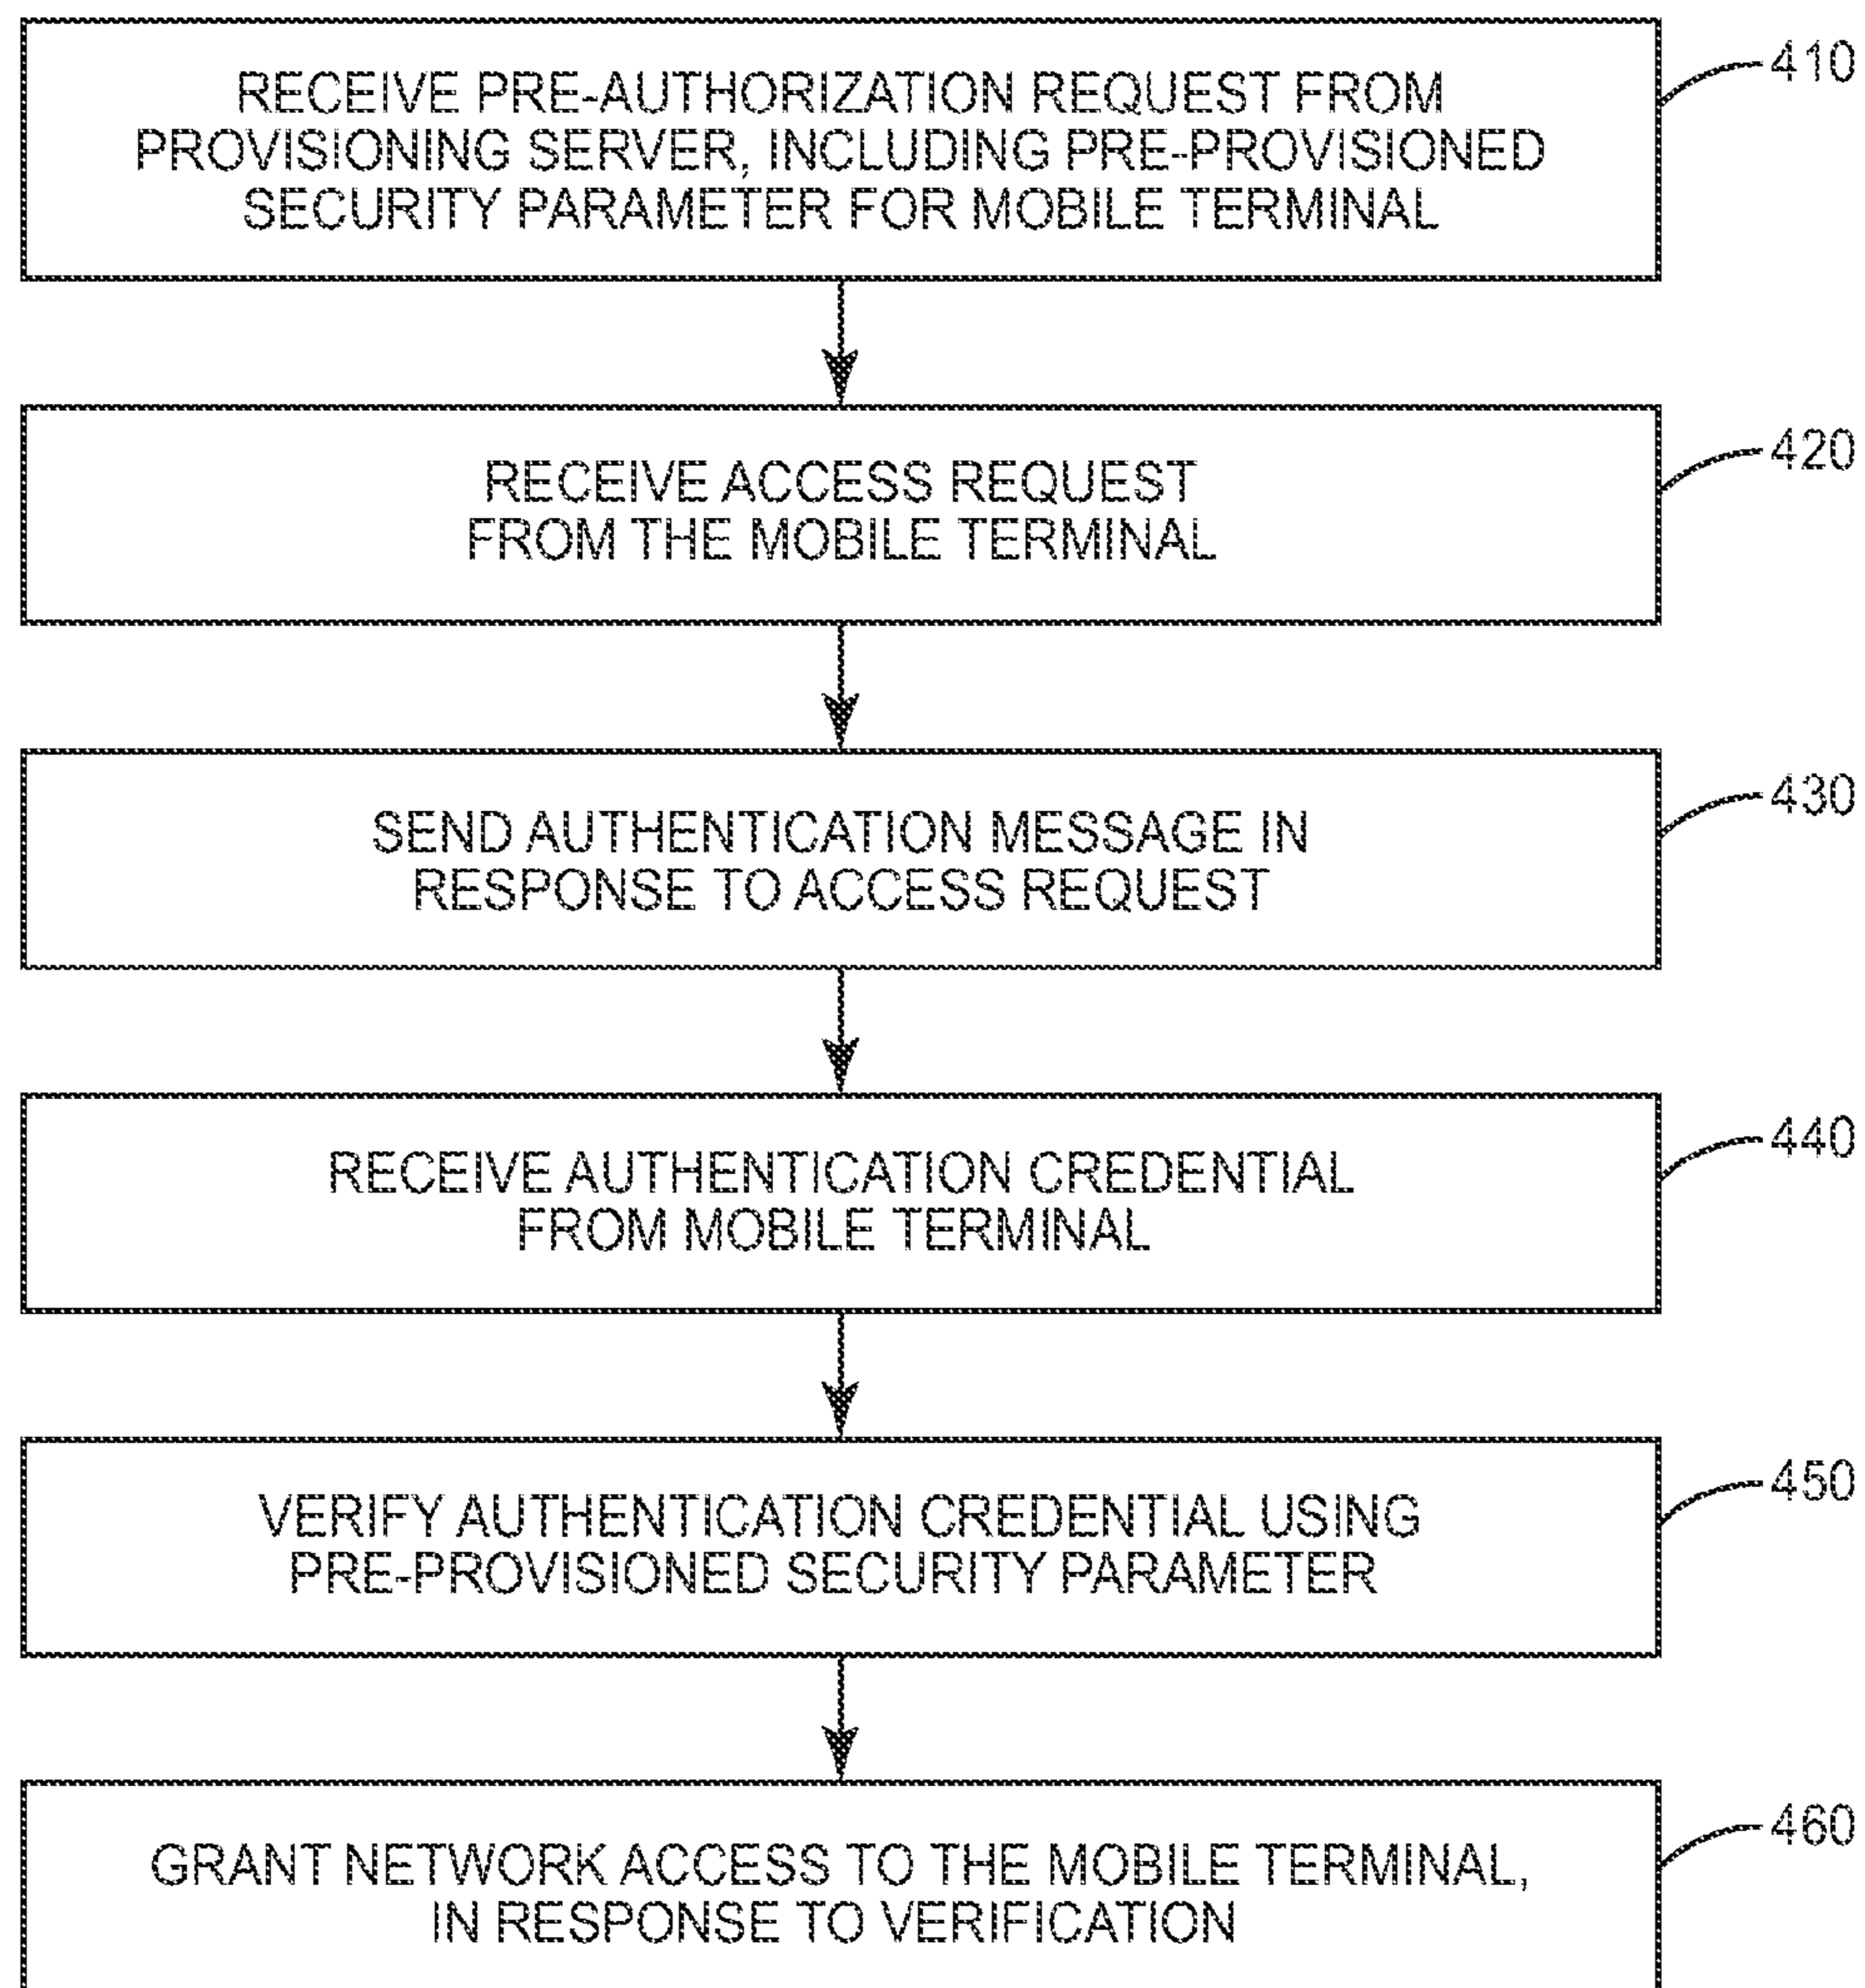 RECEIVE PRE-AUTHORIZATION REQUEST FROM
PROVISIONING SERVER, INCLUDING PRE-PROVISIONED
SECURITY PARAMETER FOR MOBILE TERMINAL
410
RECEIVE ACCESS REQUEST
FROM THE MOBILE TERMINAL
420
SEND AUTHENTICATION MESSAGE IN
RESPONSE TO ACCESS REQUEST
430
RECEIVE AUTHENTICATION CREDENTIAL
FROM MOBILE TERMINAL
440
VERIFY AUTHENTICATION CREDENTIAL USING
PRE-PROVISIONED SECURITY PARAMETER
450
GRANT NETWORK ACCESS TO THE MOBILE TERMINAL,
IN RESPONSE TO VERIFICATION
460